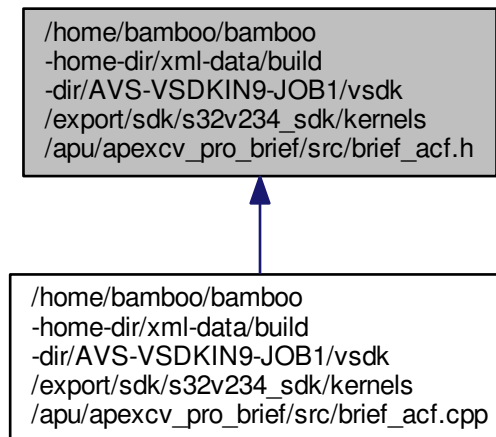 /home/bamboo/bamboo
-home-dir/xml-data/build
-dir/AVS-VSDKIN9-JOB1/vsdk
/export/sdk/s32v234_sdk/kernels
/apu/apexcv_pro_brief/src/brief_acf.h
/home/bamboo/bamboo
-home-dir/xml-data/build
-dir/AVS-VSDKIN9-JOB1/vsdk
/export/sdk/s32v234_sdk/kernels
/apu/apexcv_pro_brief/src/brief_acf.cpp